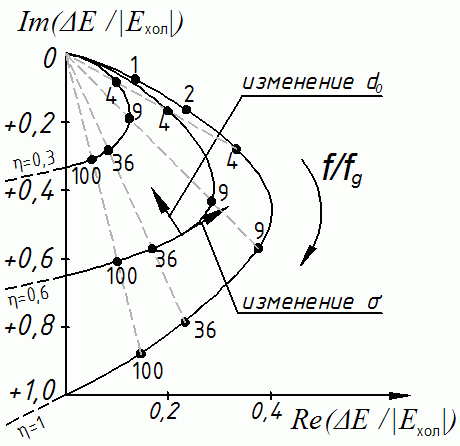 Im(ΔE /|Eхол|)
0
1
2
4
4
4
изменение d₀
+0,2
9
η=0,3
100
36
f/fg
+0,4
9
9
+0,6
100
36
η=0,6
изменение σ
+0,8
36
100
+1,0
η=1
0,2
0,4
Re(ΔE /|Eхол|)